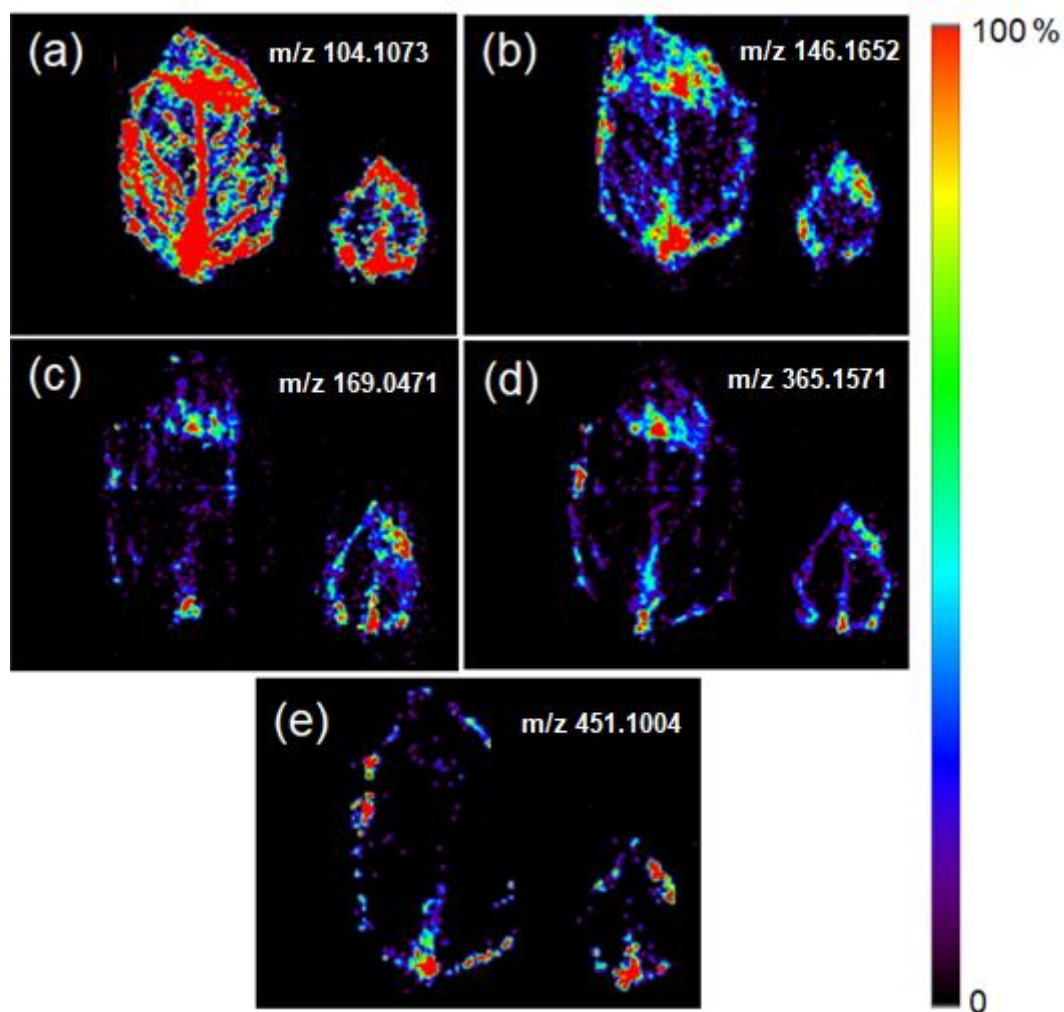 (a) m/z 104.1073
(b) m/z 146.1652
100 %
(c) m/z 169.0471
(d) m/z 365.1571
(e) m/z 451.1004
0